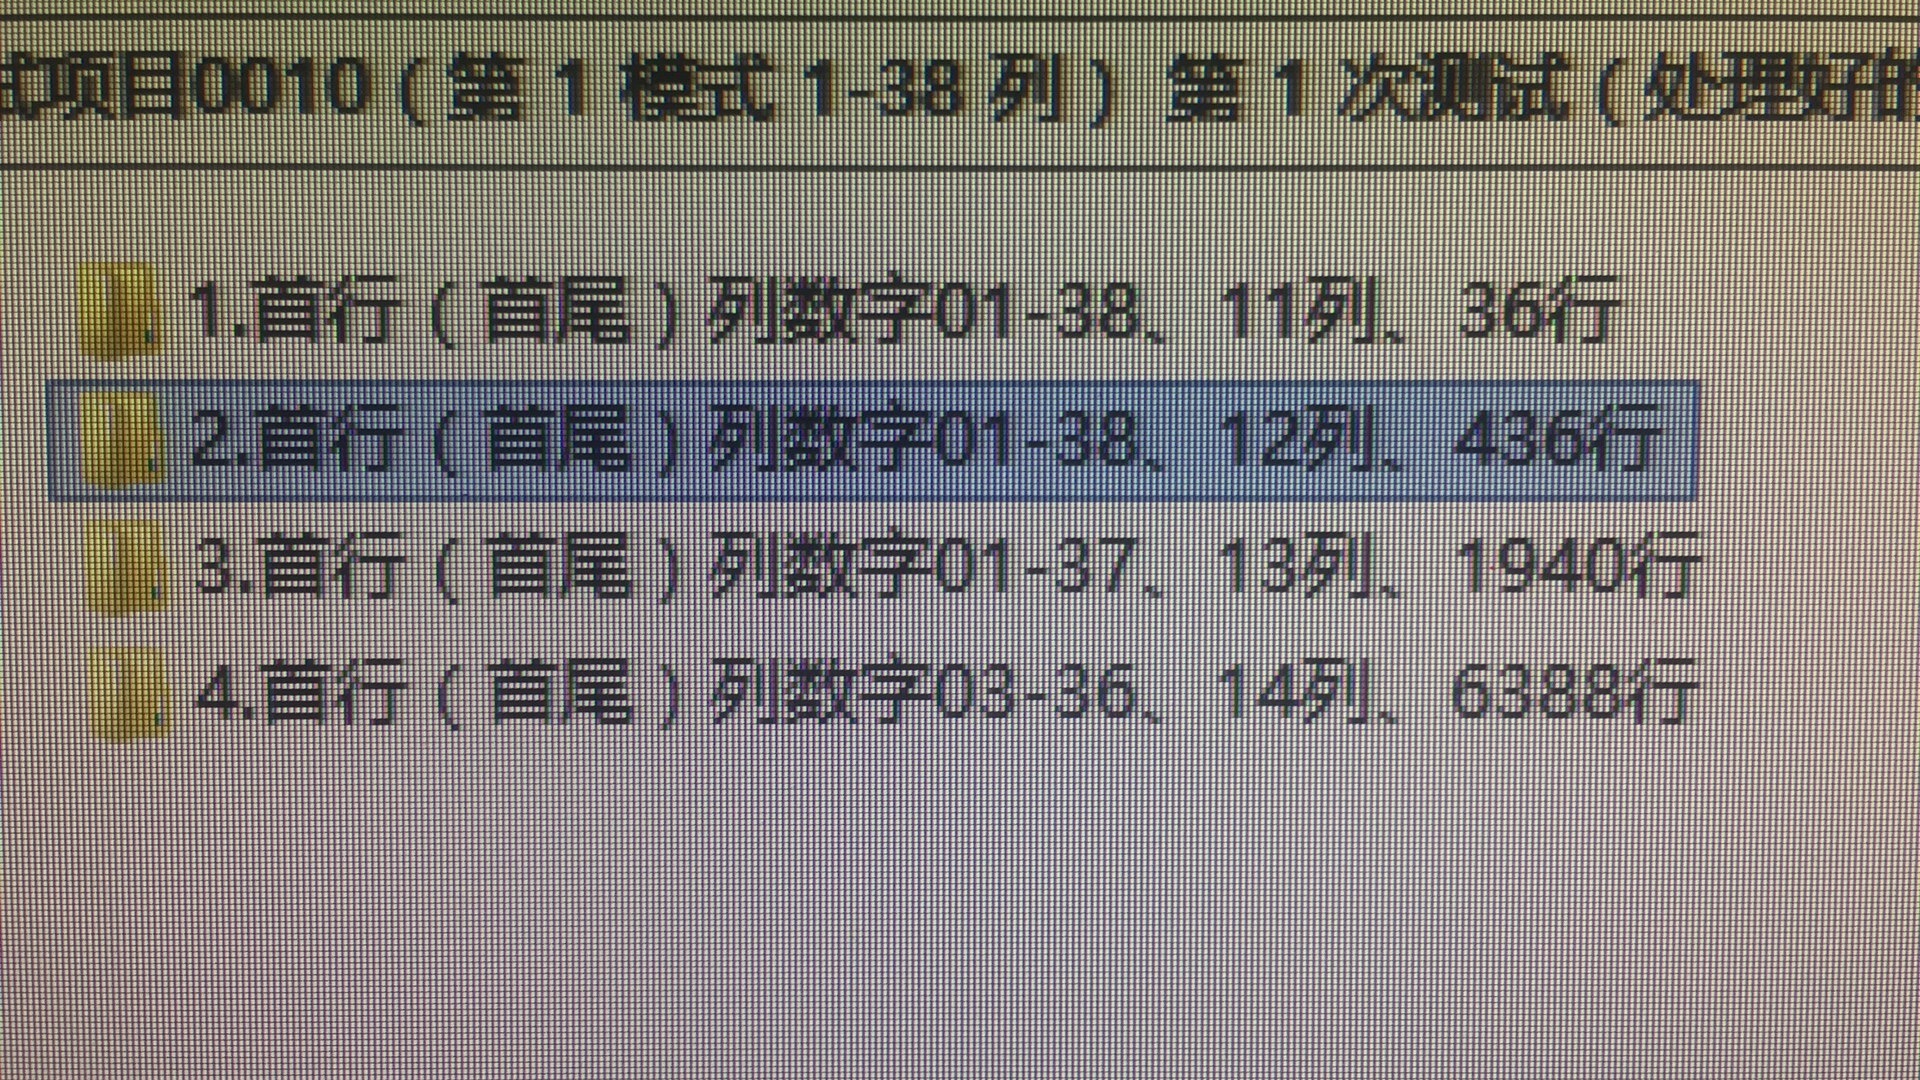 试项目0010（第 1 模式 1-38 列）第 1 次测试（处理好的
1.首行（首尾）列数字01-38、11列、36行
2.首行（首尾）列数字01-38、12列、436行
3.首行（首尾）列数字01-37、13列、1940行
4.首行（首尾）列数字03-36、14列、6388行